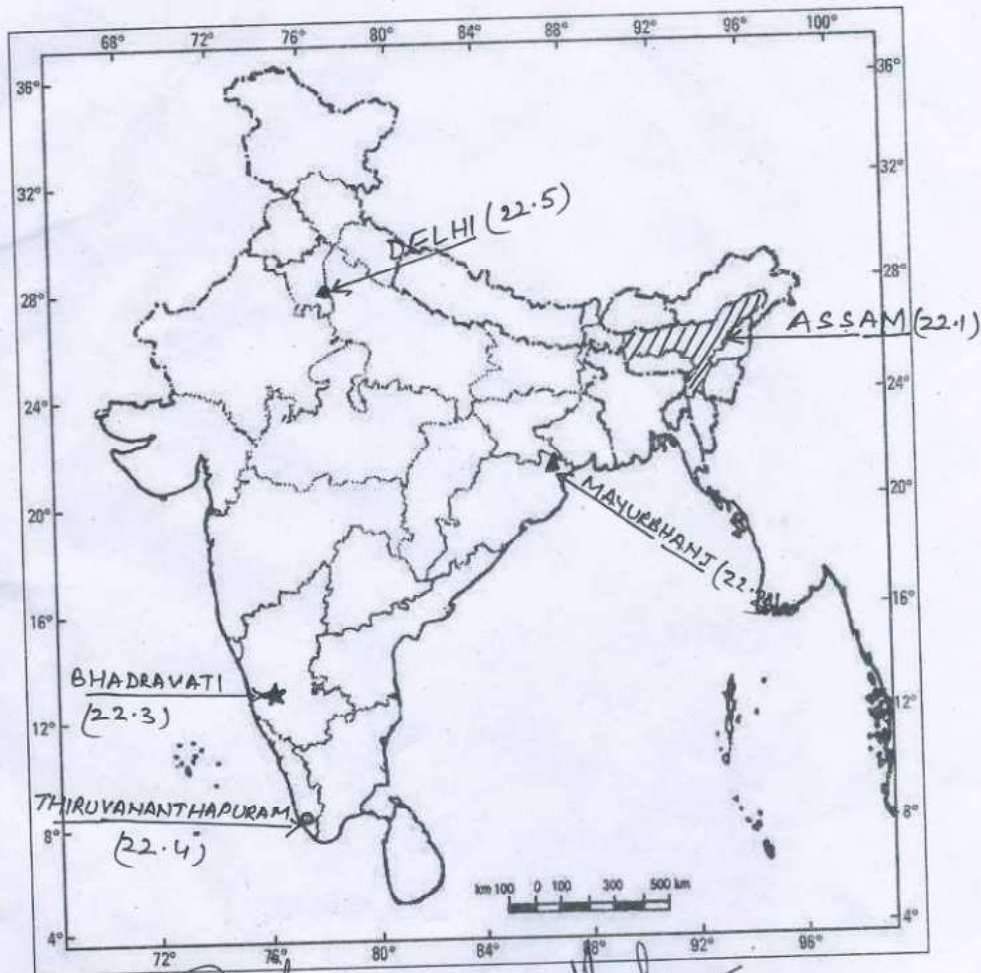 68° 72° 76° 80° 84° 88° 92° 96° 100°
36° 36°
32° 32°
DELHI (22.5)
28° 28°
ASSAM (22.1)
24° 24°
MAYURBHANJ
20° 20°
16° 16°
BHADRAVATI
(22.3)
12° 12°
THIRUVANANTHAPURAM
8° 8°
(22.4)
km 100 0 100 300 500 km
4° 4°
72° 76° 80° 84° 88° 92° 96°